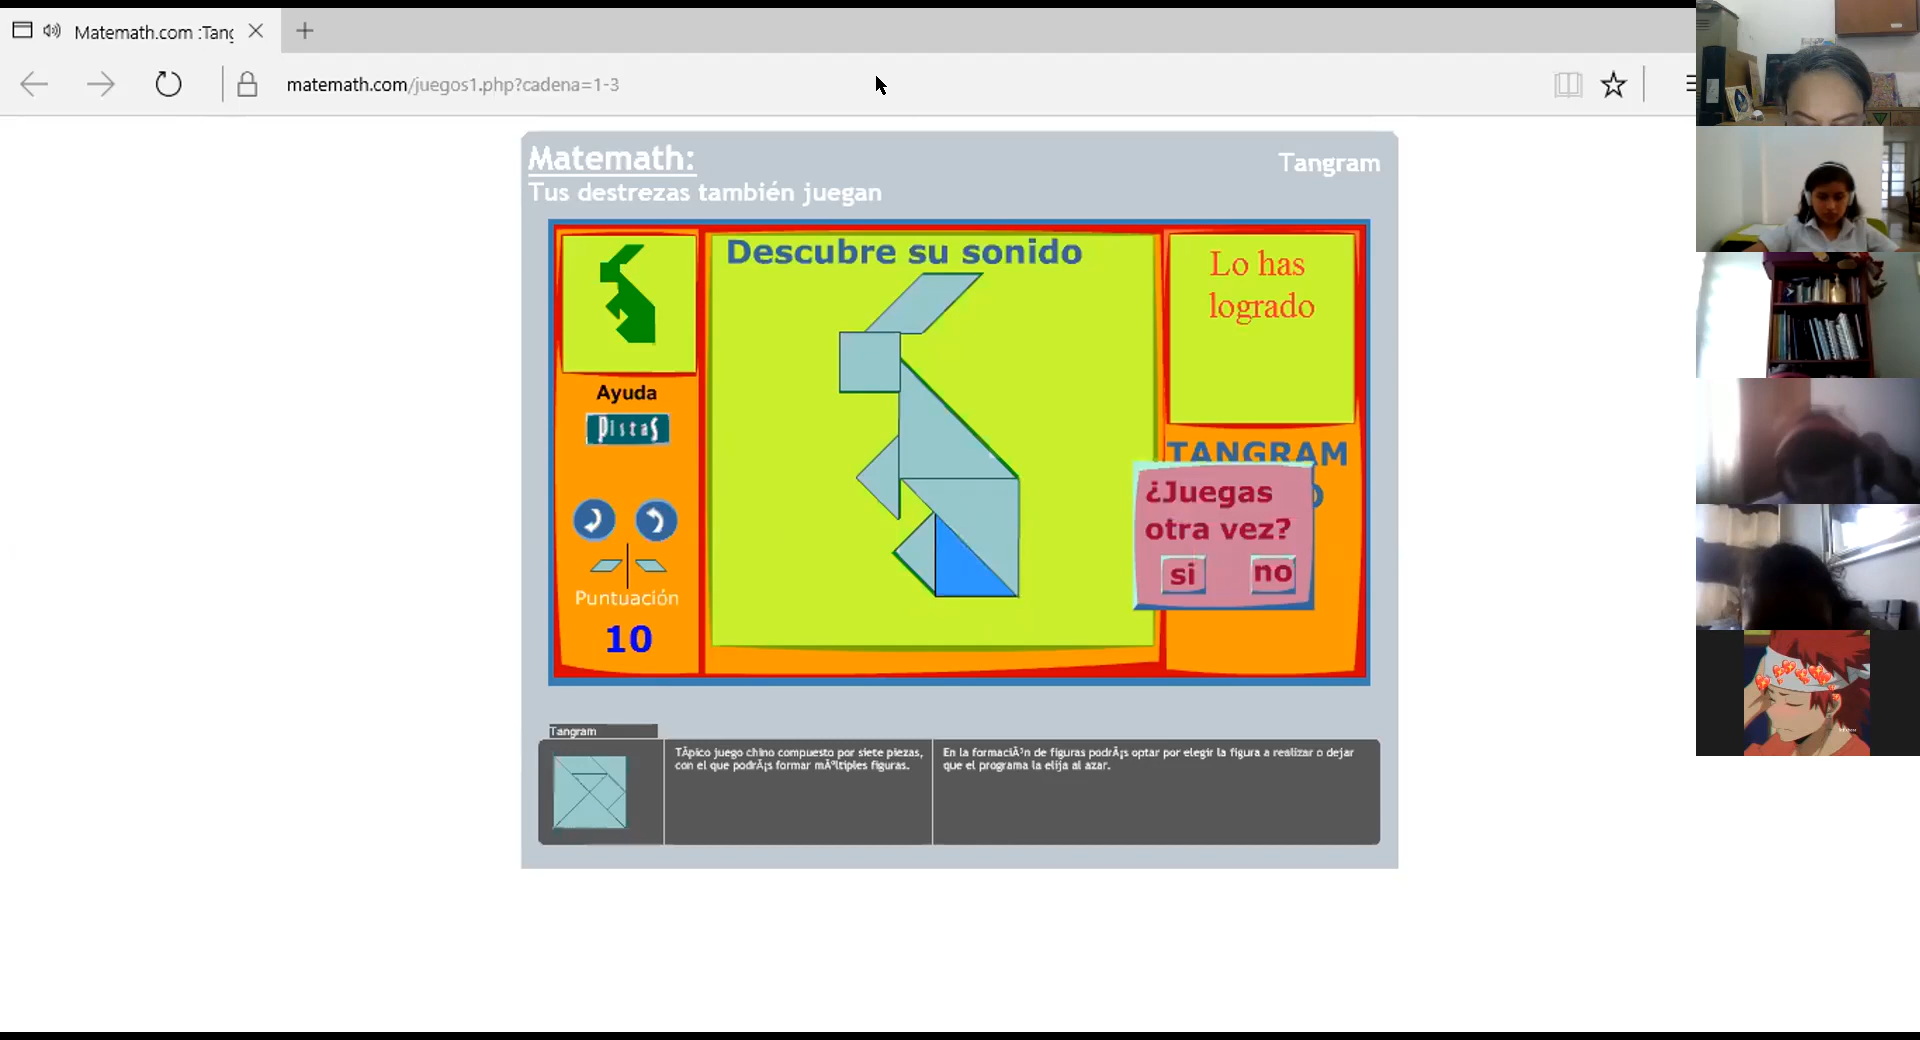 Matemath.com :Tang
matemath.com/juegos1.php?cadena=1-3
Matemath:
Tangram
Tus destrezas también juegan
Descubre su sonido
Lo has
logrado
Ayuda
Pistas
TANGRAM
¿Juegas
otra vez?
si
no
Puntuación
10
Tangram
TÃpico juego chino compuesto por siete piezas,
con el que podrÃ¡s formar mÃºltiples figuras.
En la formaciÃ³n de figuras podrÃ¡s optar por elegir la figura a realizar o dejar
que el programa la elija al azar.